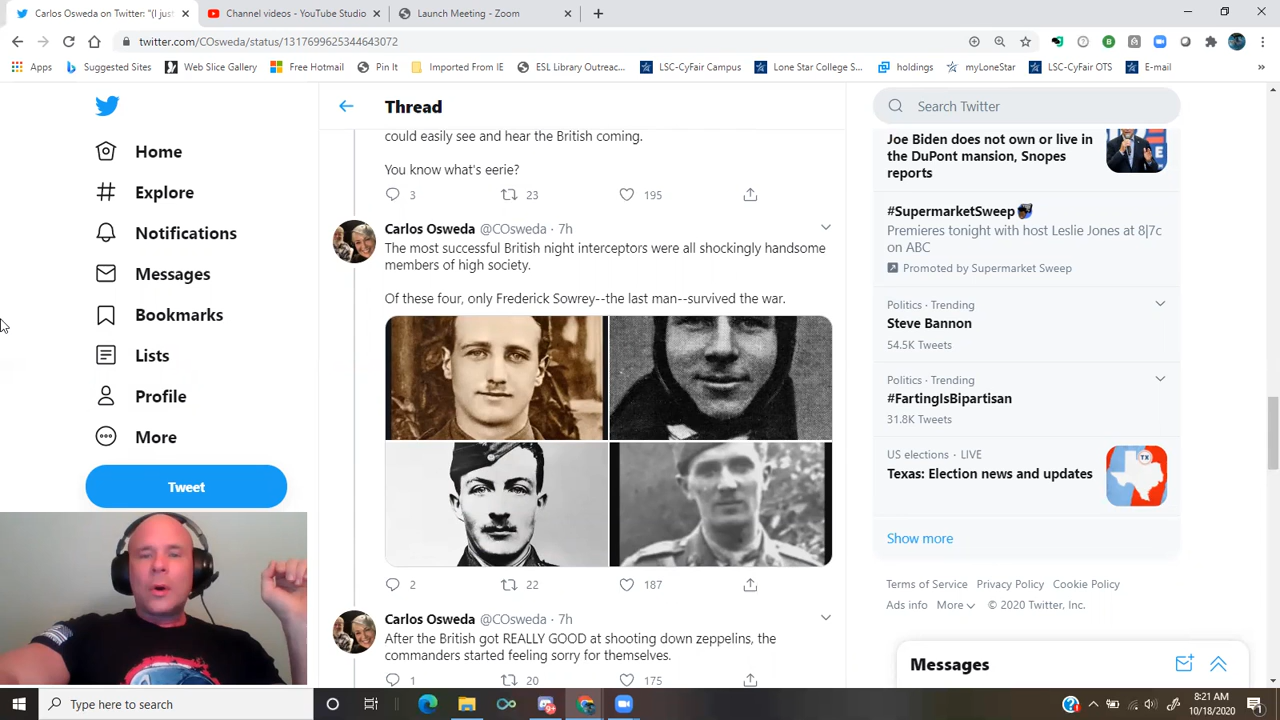 Carlos Osweda on Twitter: "(I just
Channel videos - YouTube Studio
Launch Meeting - Zoom
twitter.com/COsweda/status/1317699625344643072
Apps
Suggested Sites
Web Slice Gallery
Free Hotmail
Pin It
Imported From IE
ESL Library Outreac...
LSC-CyFair Campus
Lone Star College S...
holdings
myLoneStar
LSC-CyFair OTS
E-mail
Home
Explore
Notifications
Messages
Bookmarks
Lists
Profile
More
Tweet
Thread
could easily see and hear the British coming.
You know what's eerie?
3 23 195
Carlos Osweda @COsweda · 7h
The most successful British night interceptors were all shockingly handsome
members of high society.
Of these four, only Frederick Sowrey--the last man--survived the war.
2 22 187
Carlos Osweda @COsweda · 7h
After the British got REALLY GOOD at shooting down zeppelins, the
commanders started feeling sorry for themselves.
1 20 175
Search Twitter
Joe Biden does not own or live in
the DuPont mansion, Snopes
reports
#SupermarketSweep
Premieres tonight with host Leslie Jones at 8|7c
on ABC
Promoted by Supermarket Sweep
Politics · Trending
Steve Bannon
54.5K Tweets
Politics · Trending
#FartingIsBipartisan
31.8K Tweets
US elections · LIVE
Texas: Election news and updates
TX
Show more
Terms of Service Privacy Policy Cookie Policy
Ads info More © 2020 Twitter, Inc.
Messages
Type here to search
9+
8:21 AM
10/18/2020